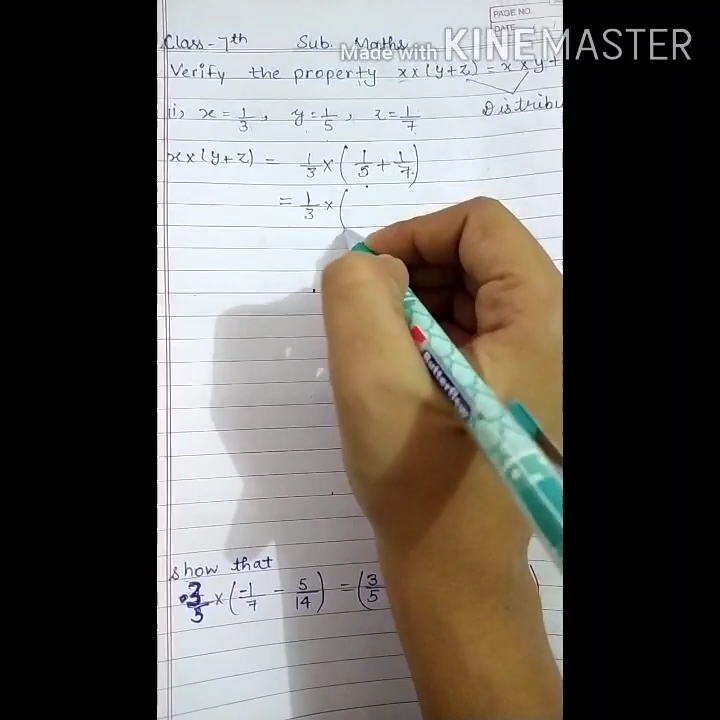 PAGE NO.
DATE
Class - 7th Sub. Maths
Made with KINEMASTER
Verify the property x×(y+z) = x×y+
(i), x = 1/3, y = 1/5, z = 1/7
x×(y+z) = 1/3 × (1/5 + 1/7)
= 1/3 × (
Butterflow
show that
3/5 × (-1/7 - 5/14) = (3/5